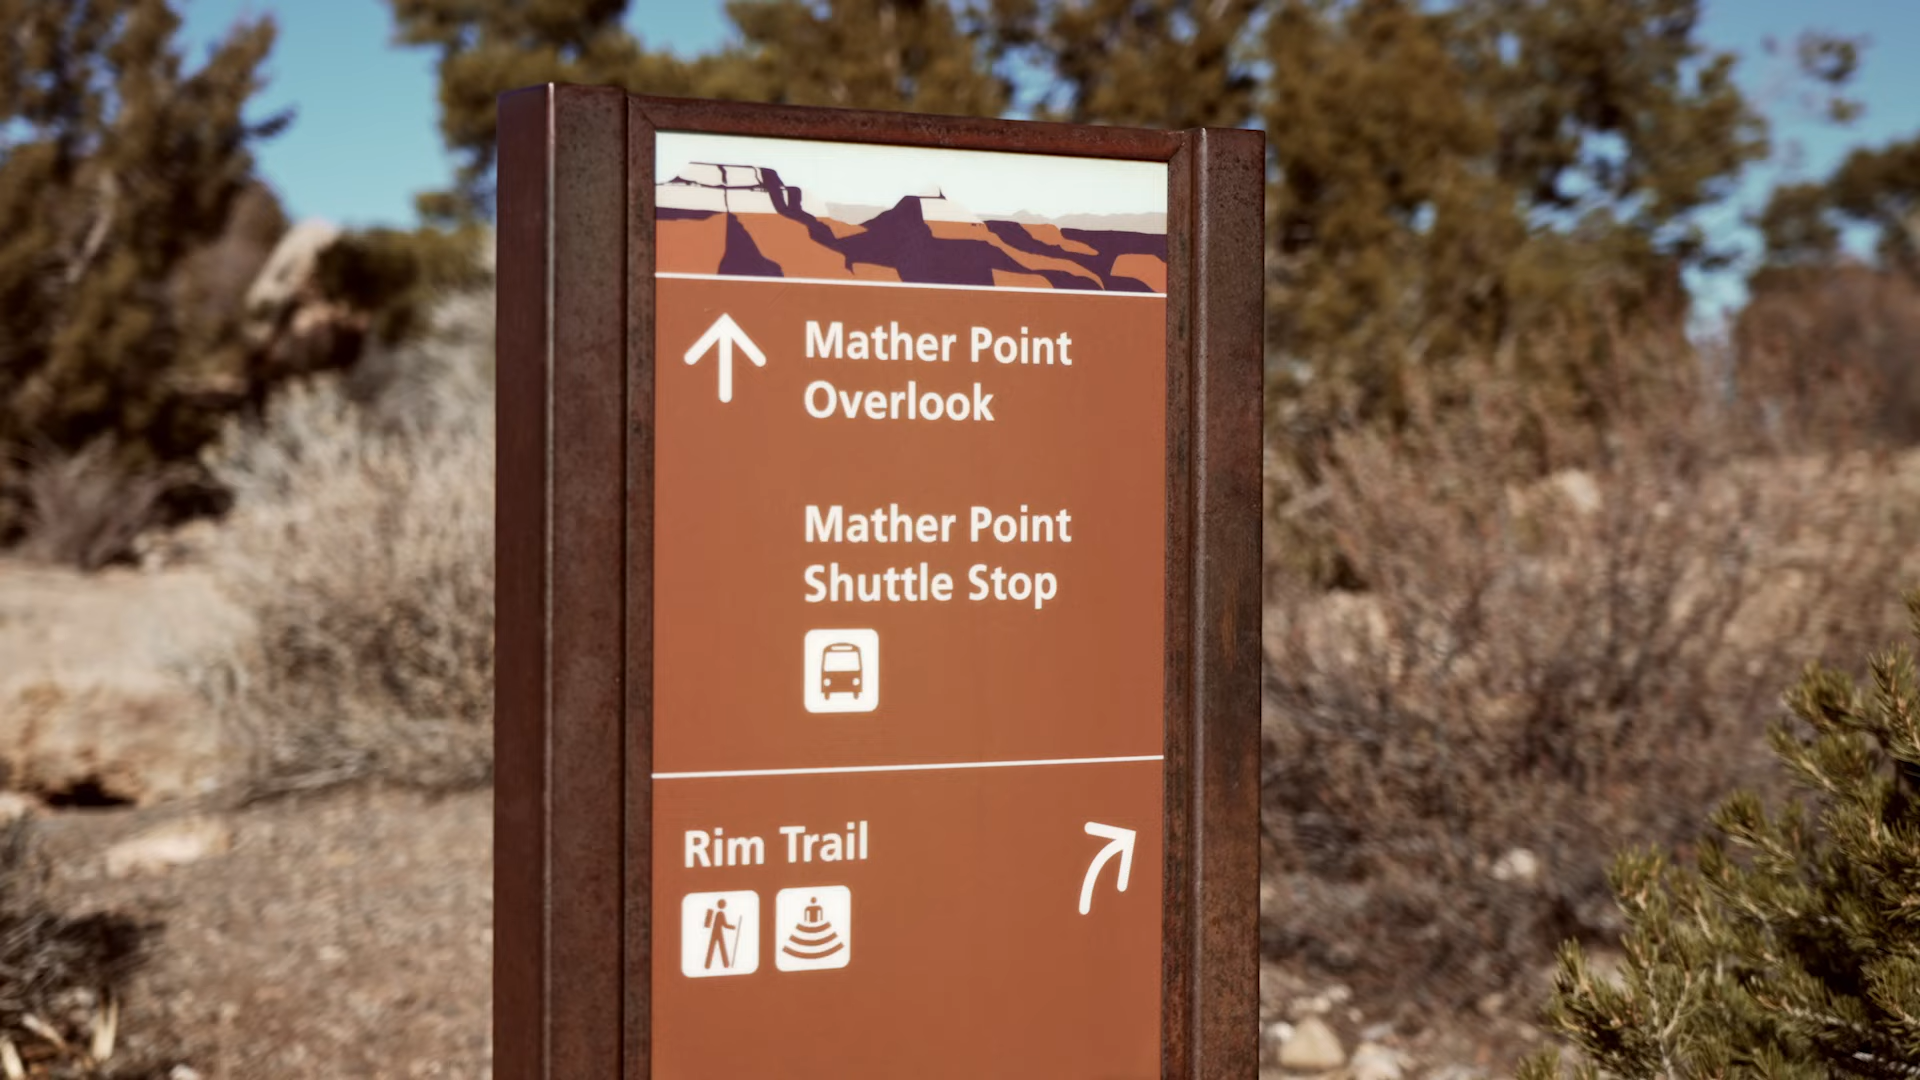 Mather Point
Overlook
Mather Point
Shuttle Stop
Rim Trail